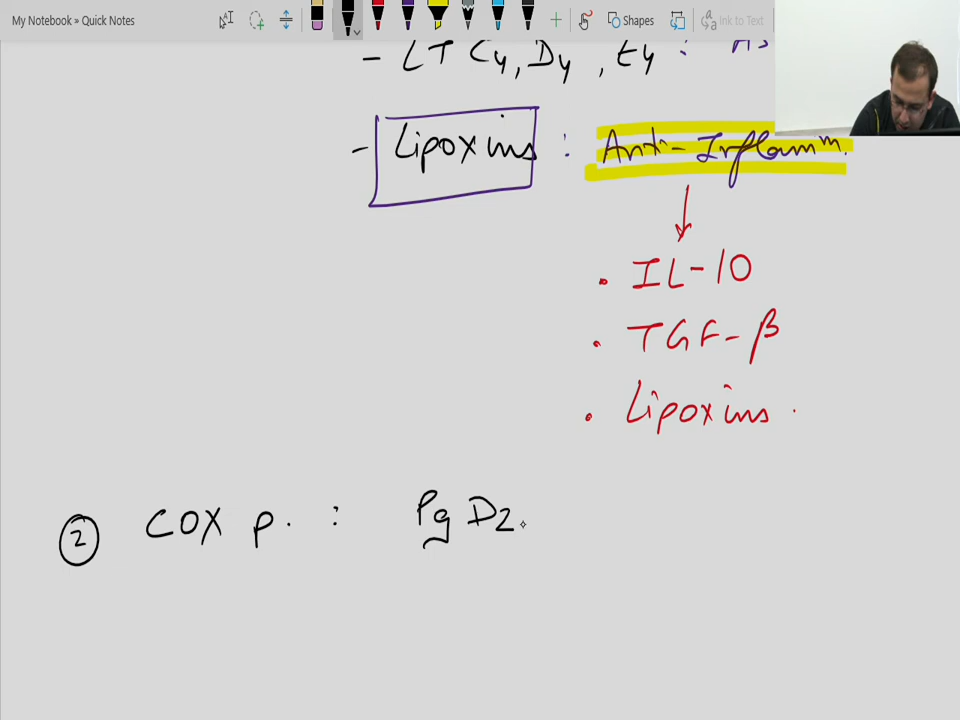 My Notebook » Quick Notes
Shapes
Ink to Text
- LT C4, D4, E4 : As
- Lipoxins : Anti-Inflamm.
. IL-10
. TGF-β
. Lipoxins .
② COX p. : Pg D2